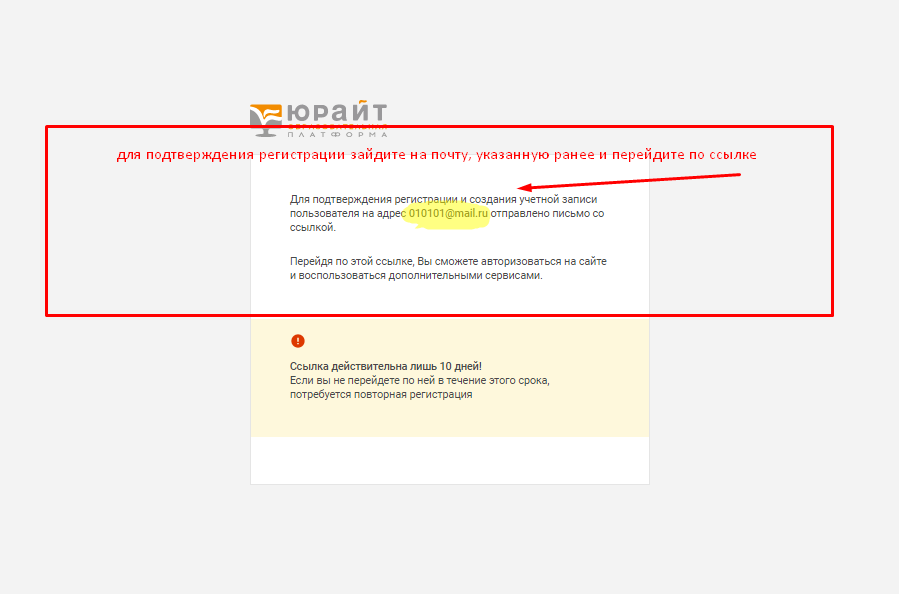 ЮРАЙТ
ОБРАЗОВАТЕЛЬНАЯ
ПЛАТФОРМА
для подтверждения регистрации зайдите на почту, указанную ранее и перейдите по ссылке
Для подтверждения регистрации и создания учетной записи
пользователя на адрес 010101@mail.ru отправлено письмо со
ссылкой.
Перейдя по этой ссылке, Вы сможете авторизоваться на сайте
и воспользоваться дополнительными сервисами.
Ссылка действительна лишь 10 дней!
Если вы не перейдете по ней в течение этого срока,
потребуется повторная регистрация